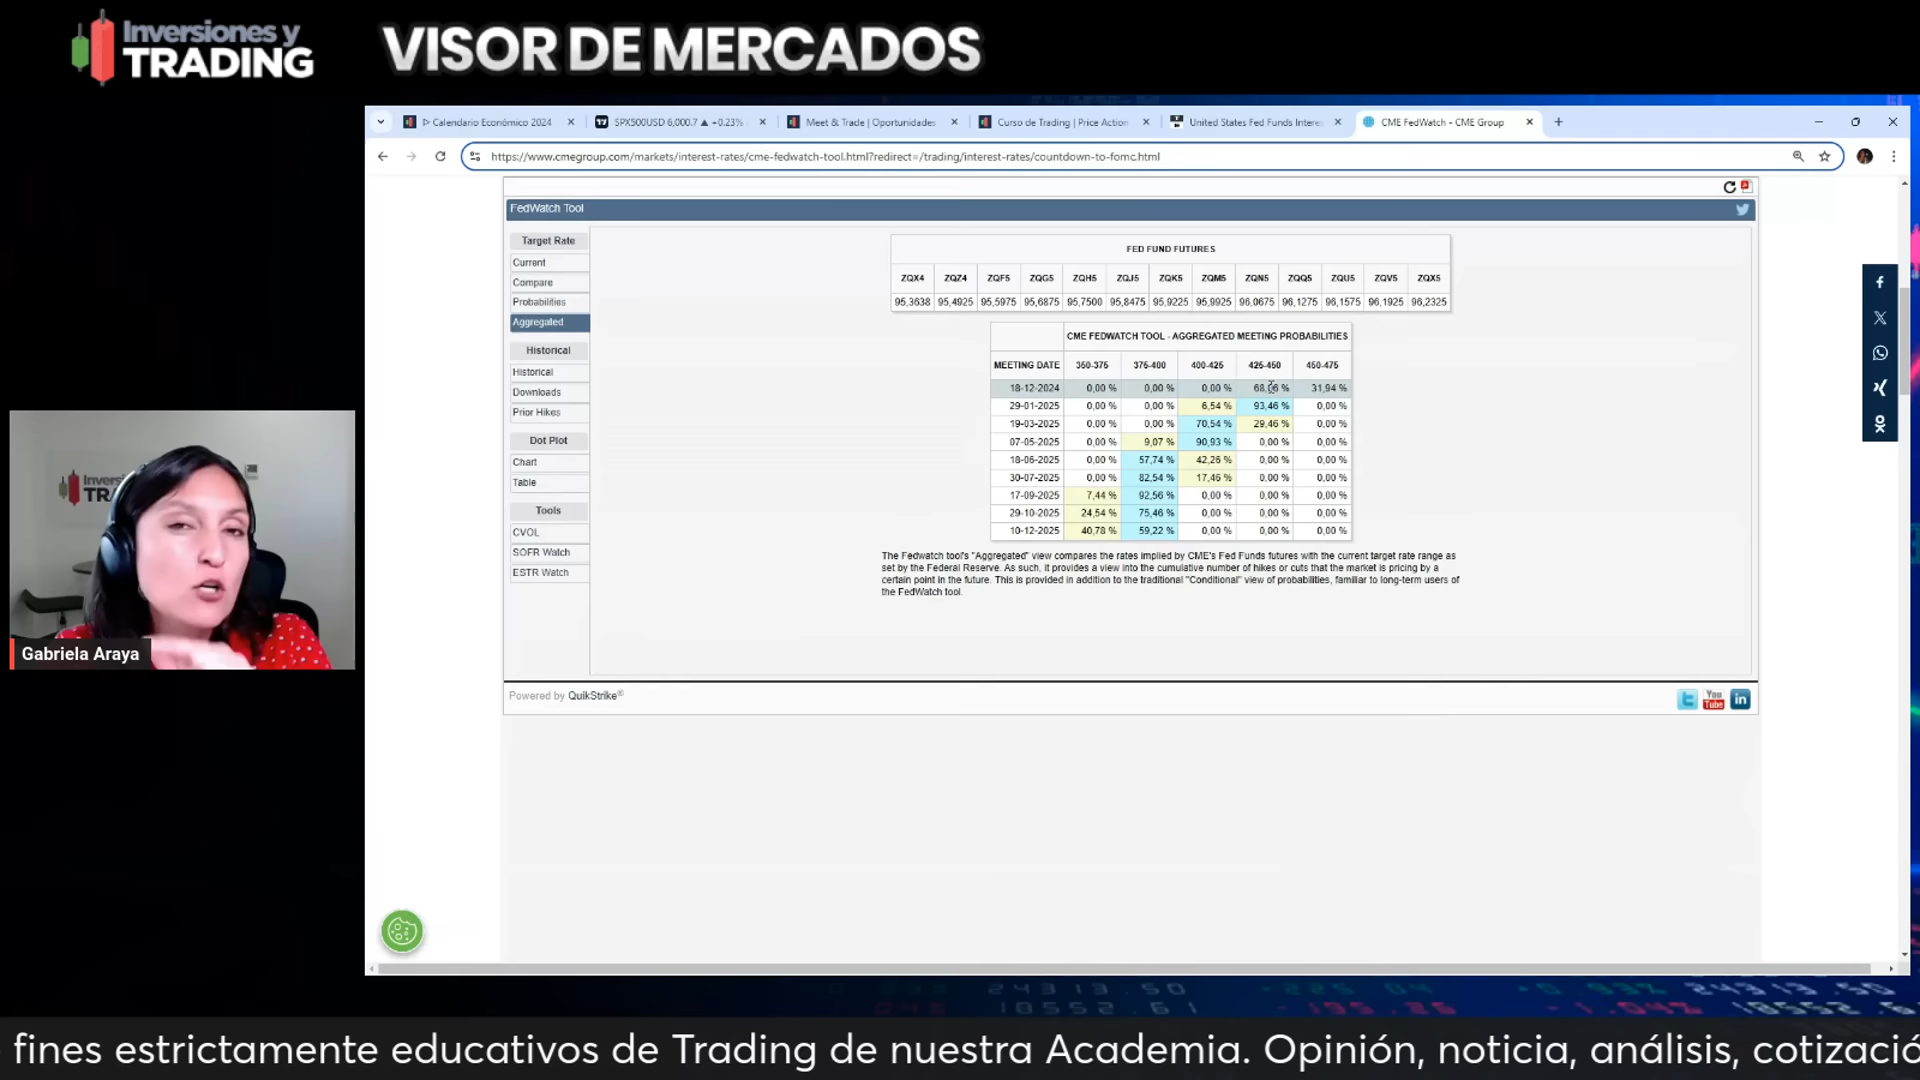 Inversiones y
TRADING
VISOR DE MERCADOS
Calendario Económico 2024
SPX500USD 6,000.7 ▲ +0.23%
Meet & Trade | Oportunidades
Curso de Trading | Price Action
United States Fed Funds Interes
CME FedWatch - CME Group
https://www.cmegroup.com/markets/interest-rates/cme-fedwatch-tool.html?redirect=/trading/interest-rates/countdown-to-fomc.html
FedWatch Tool
Target Rate
Current
Compare
Probabilities
Aggregated
Historical
Historical
Downloads
Prior Hikes
Dot Plot
Chart
Table
Tools
CVOL
SOFR Watch
ESTR Watch
FED FUND FUTURES
ZQX4 ZQZ4 ZQF5 ZQG5 ZQH5 ZQJ5 ZQK5 ZQM5 ZQN5 ZQQ5 ZQU5 ZQV5 ZQX5
95,3638 95,4925 95,5975 95,6875 95,7500 95,8475 95,9225 95,9925 96,0675 96,1275 96,1575 96,1925 96,2325
CME FEDWATCH TOOL - AGGREGATED MEETING PROBABILITIES
MEETING DATE 350-375 375-400 400-425 425-450 450-475
18-12-2024 0,00 % 0,00 % 0,00 % 68,06 % 31,94 %
29-01-2025 0,00 % 0,00 % 6,54 % 93,46 % 0,00 %
19-03-2025 0,00 % 0,00 % 70,54 % 29,46 % 0,00 %
07-05-2025 0,00 % 9,07 % 90,93 % 0,00 % 0,00 %
18-06-2025 0,00 % 57,74 % 42,26 % 0,00 % 0,00 %
30-07-2025 0,00 % 82,54 % 17,46 % 0,00 % 0,00 %
17-09-2025 7,44 % 92,56 % 0,00 % 0,00 % 0,00 %
29-10-2025 24,54 % 75,46 % 0,00 % 0,00 % 0,00 %
10-12-2025 40,78 % 59,22 % 0,00 % 0,00 % 0,00 %
The Fedwatch tool's "Aggregated" view compares the rates implied by CME's Fed Funds futures with the current target rate range as
set by the Federal Reserve. As such, it provides a view into the cumulative number of hikes or cuts that the market is pricing by a
certain point in the future. This is provided in addition to the traditional "Conditional" view of probabilities, familiar to long-term users of
the FedWatch tool.
Powered by QuikStrike®
You
Tube
in
Inversi
TRA
Gabriela Araya
24313.50
fines estrictamente educativos de Trading de nuestra Academia. Opinión, noticia, análisis, cotizació